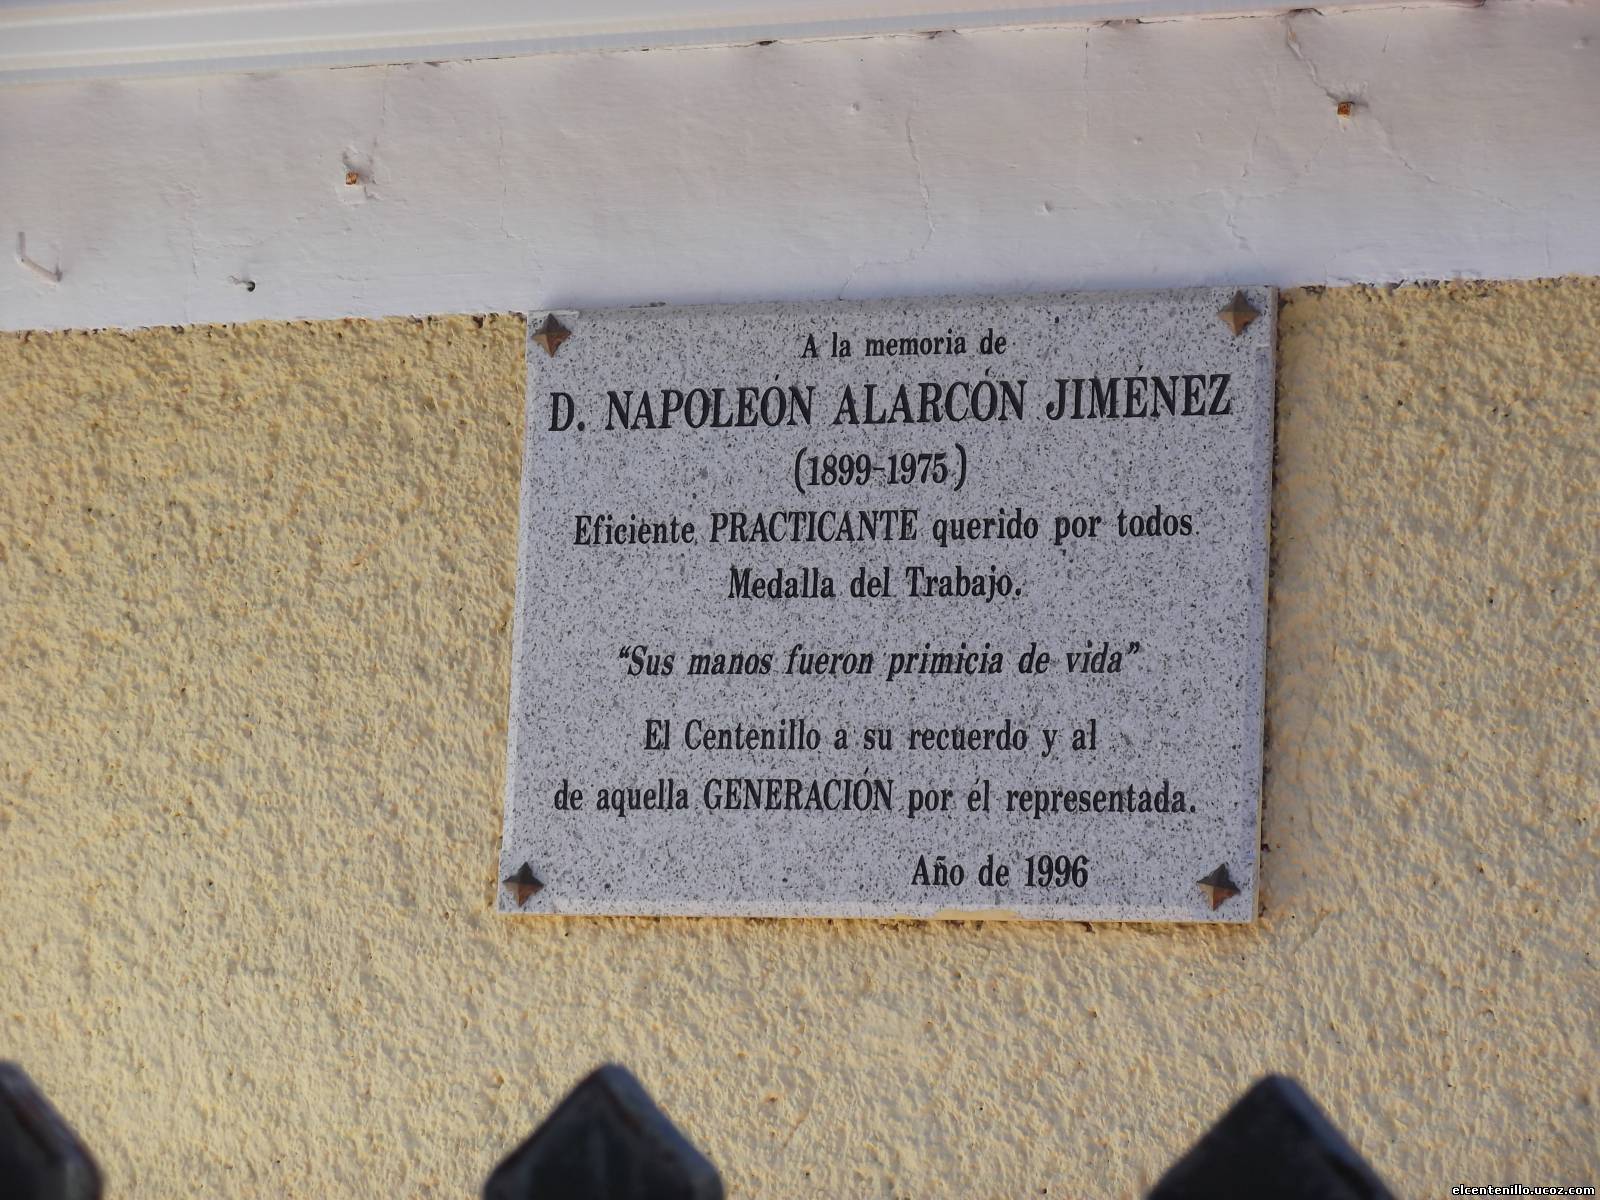 A la memoria de
D. NAPOLEÓN ALARCÓN JIMÉNEZ
(1899-1975)
Eficiente PRACTICANTE querido por todos.
Medalla del Trabajo.
“Sus manos fueron primicia de vida”
El Centenillo a su recuerdo y al
de aquella GENERACIÓN por él representada.
Año de 1996
elcentenillo.ucoz.com